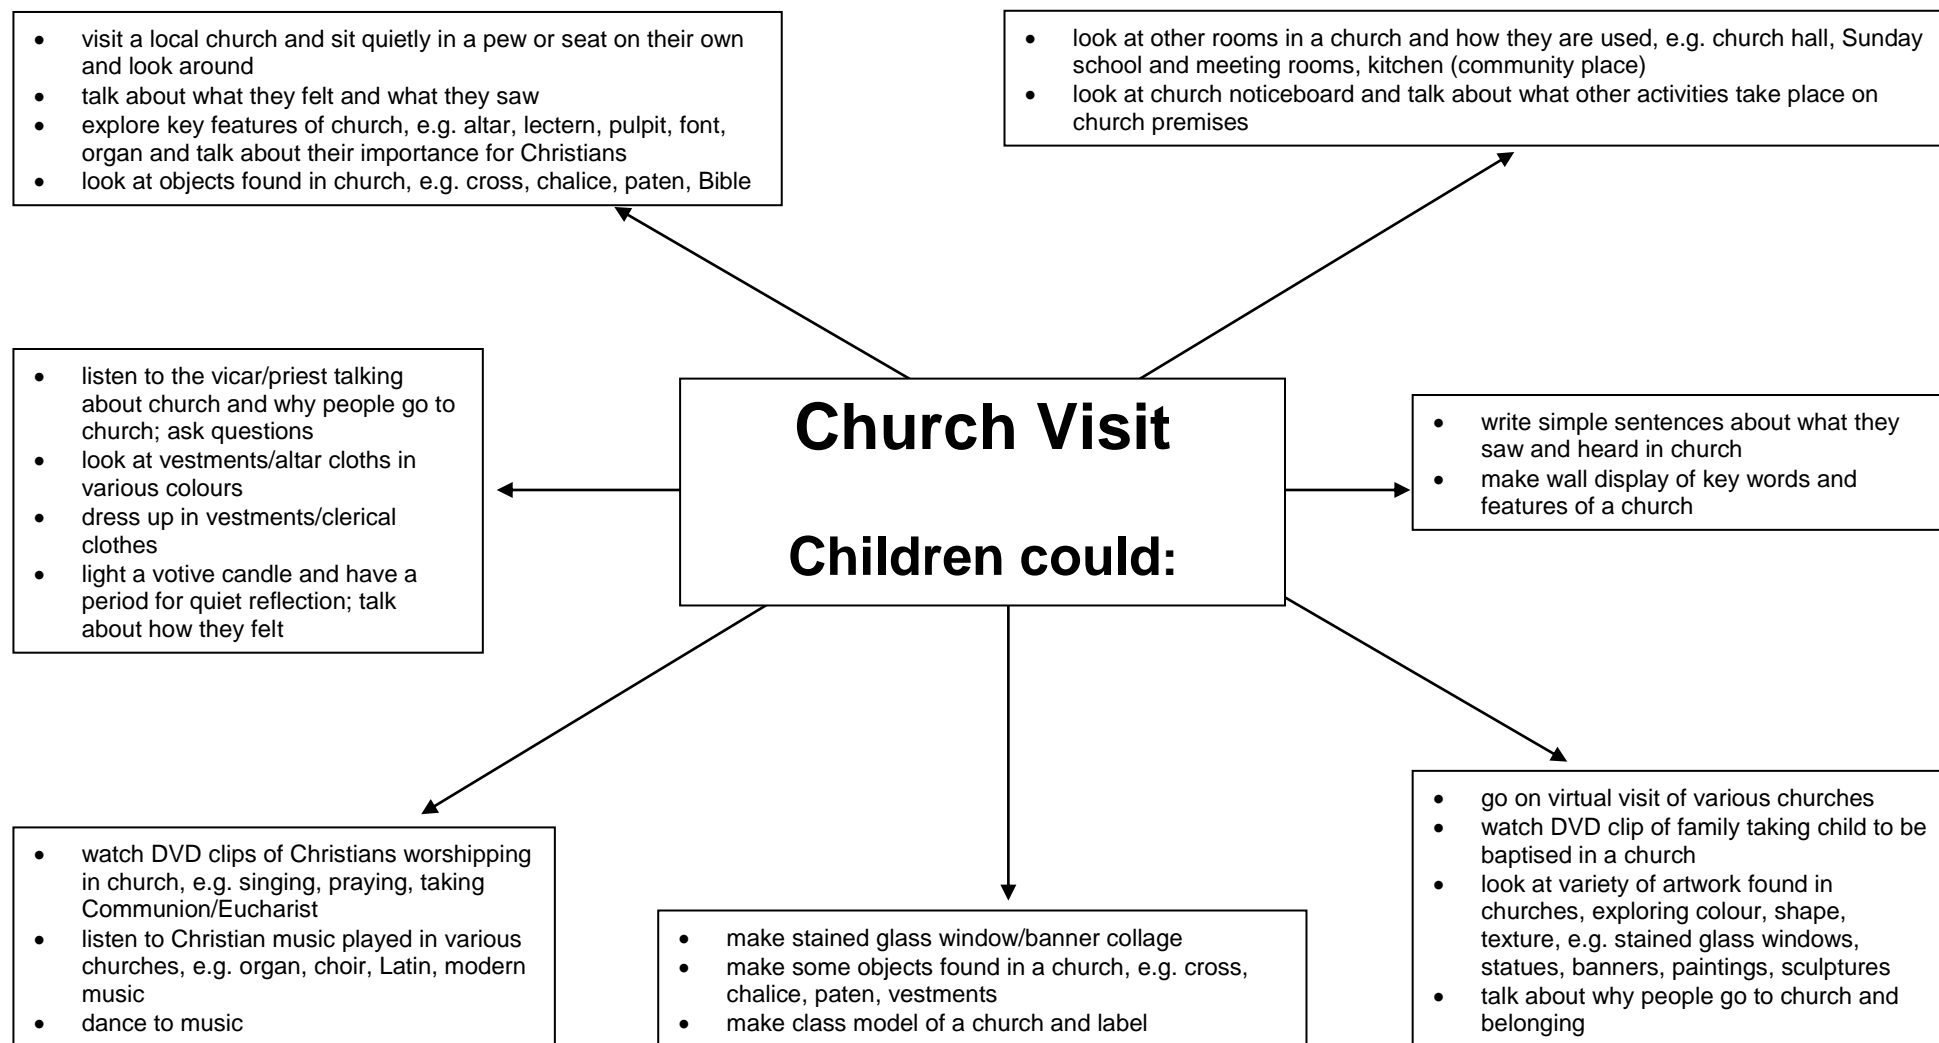 • visit a local church and sit quietly in a pew or seat on their own
and look around
• talk about what they felt and what they saw
• explore key features of church, e.g. altar, lectern, pulpit, font,
organ and talk about their importance for Christians
• look at objects found in church, e.g. cross, chalice, paten, Bible
• look at other rooms in a church and how they are used, e.g. church hall, Sunday
school and meeting rooms, kitchen (community place)
• look at church noticeboard and talk about what other activities take place on
church premises
• listen to the vicar/priest talking
about church and why people go to
church; ask questions
• look at vestments/altar cloths in
various colours
• dress up in vestments/clerical
clothes
• light a votive candle and have a
period for quiet reflection; talk
about how they felt
Church Visit
Children could:
• write simple sentences about what they
saw and heard in church
• make wall display of key words and
features of a church
• watch DVD clips of Christians worshipping
in church, e.g. singing, praying, taking
Communion/Eucharist
• listen to Christian music played in various
churches, e.g. organ, choir, Latin, modern
music
• dance to music
• make stained glass window/banner collage
• make some objects found in a church, e.g. cross,
chalice, paten, vestments
• make class model of a church and label
• go on virtual visit of various churches
• watch DVD clip of family taking child to be
baptised in a church
• look at variety of artwork found in
churches, exploring colour, shape,
texture, e.g. stained glass windows,
statues, banners, paintings, sculptures
• talk about why people go to church and
belonging